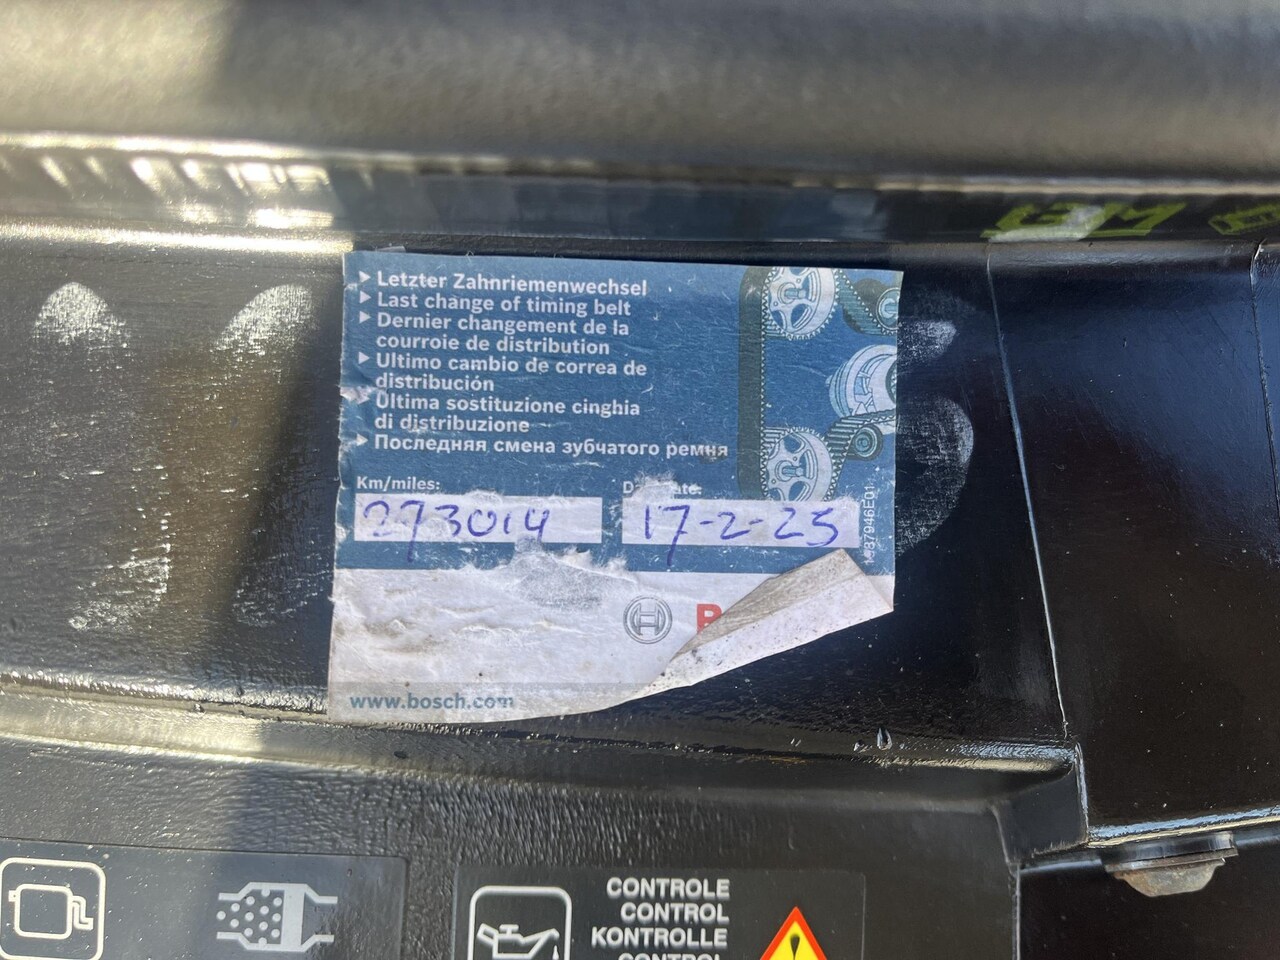 Letzter Zahnriemenwechsel
Last change of timing belt
Dernier changement de la
courroie de distribution
Ultimo cambio de correa de
distribución
Ultima sostituzione cinghia
di distribuzione
Последняя смена зубчатого ремня
Km/miles:
273014
17-2-25
www.bosch.com
CONTROLE
CONTROL
KONTROLLE
CONTROL